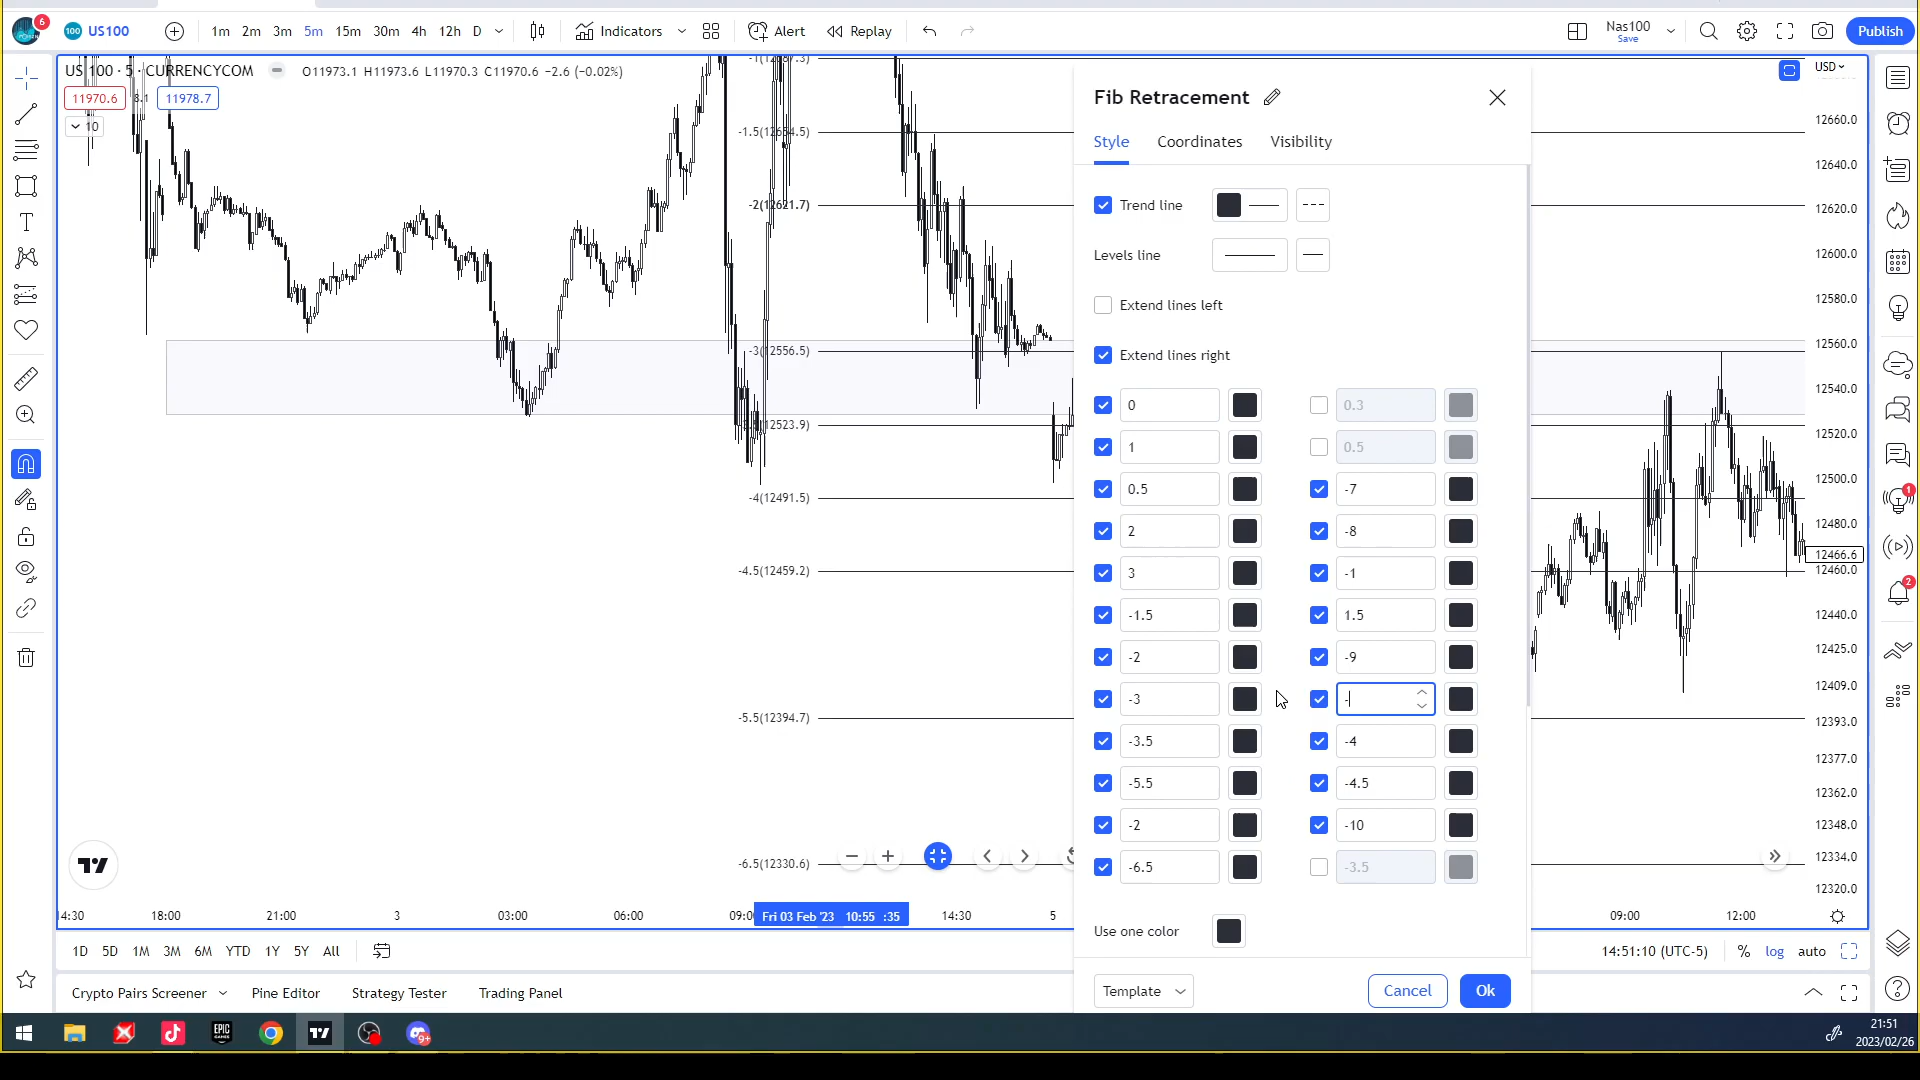 6
100 US100
1m 2m 3m 5m 15m 30m 4h 12h D
Indicators
Alert
Replay
Nas100
Save
Publish
US 100 · 5 · CURRENCYCOM
O11973.1 H11973.6 L11970.3 C11970.6 −2.6 (−0.02%)
11970.6
11978.7
10
-2(12621.7)
-3(12556.5)
-4(12491.5)
-4.5(12459.2)
-5.5(12394.7)
-6.5(12330.6)
Fib Retracement
Style
Coordinates
Visibility
Trend line
Levels line
Extend lines left
Extend lines right
0
0.3
1
0.5
0.5
-7
2
-8
3
-1
-1.5
1.5
-2
-9
-3
-
-3.5
-4
-5.5
-4.5
-2
-10
-6.5
-3.5
Use one color
Template
Cancel
Ok
USD
12660.0
12640.0
12620.0
12600.0
12580.0
12560.0
12540.0
12520.0
12500.0
12480.0
12466.6
12460.0
12440.0
12425.0
12409.0
12393.0
12377.0
12362.0
12348.0
12334.0
12320.0
4:30
18:00
21:00
3
03:00
06:00
09:0
Fri 03 Feb '23 10:55
:35
14:30
5
09:00
12:00
1D 5D 1M 3M 6M YTD 1Y 5Y All
14:51:10 (UTC-5)
%
log
auto
Crypto Pairs Screener
Pine Editor
Strategy Tester
Trading Panel
1
2
EPIC
GAMES
9+
21:51
2023/02/26